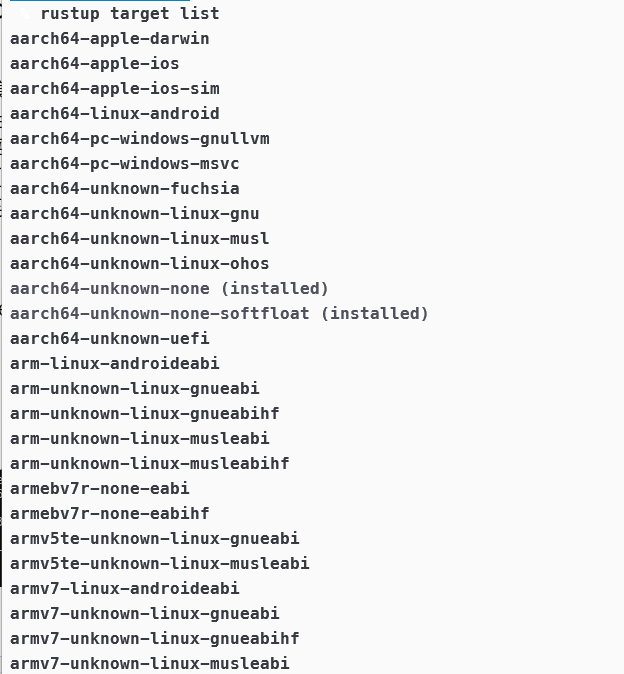 rustup target list
aarch64-apple-darwin
aarch64-apple-ios
aarch64-apple-ios-sim
aarch64-linux-android
aarch64-pc-windows-gnullvm
aarch64-pc-windows-msvc
aarch64-unknown-fuchsia
aarch64-unknown-linux-gnu
aarch64-unknown-linux-musl
aarch64-unknown-linux-ohos
aarch64-unknown-none (installed)
aarch64-unknown-none-softfloat (installed)
aarch64-unknown-uefi
arm-linux-androideabi
arm-unknown-linux-gnueabi
arm-unknown-linux-gnueabihf
arm-unknown-linux-musleabi
arm-unknown-linux-musleabihf
armebv7r-none-eabi
armebv7r-none-eabihf
armv5te-unknown-linux-gnueabi
armv5te-unknown-linux-musleabi
armv7-linux-androideabi
armv7-unknown-linux-gnueabi
armv7-unknown-linux-gnueabihf
armv7-unknown-linux-musleabi